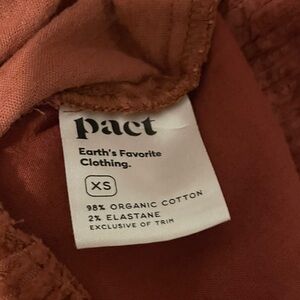 pact
Earth's Favorite
Clothing.
XS
98% ORGANIC COTTON
2% ELASTANE
EXCLUSIVE OF TRIM